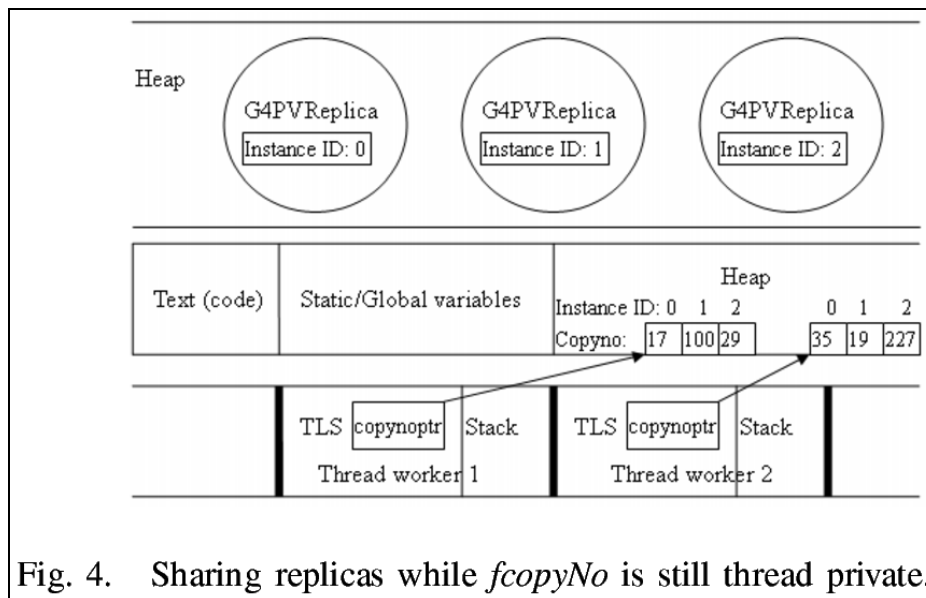 Heap
G4PVReplica G4PVReplica G4PVReplica
Instance ID: 0 Instance ID: 1 Instance ID: 2
Text (code) Static/Global variables Heap
Instance ID: 0 1 2 0 1 2
Copyno: 17 100 29 35 19 227
TLS copynoptr Stack TLS copynoptr Stack
Thread worker 1 Thread worker 2
Fig. 4. Sharing replicas while fcopyNo is still thread private.